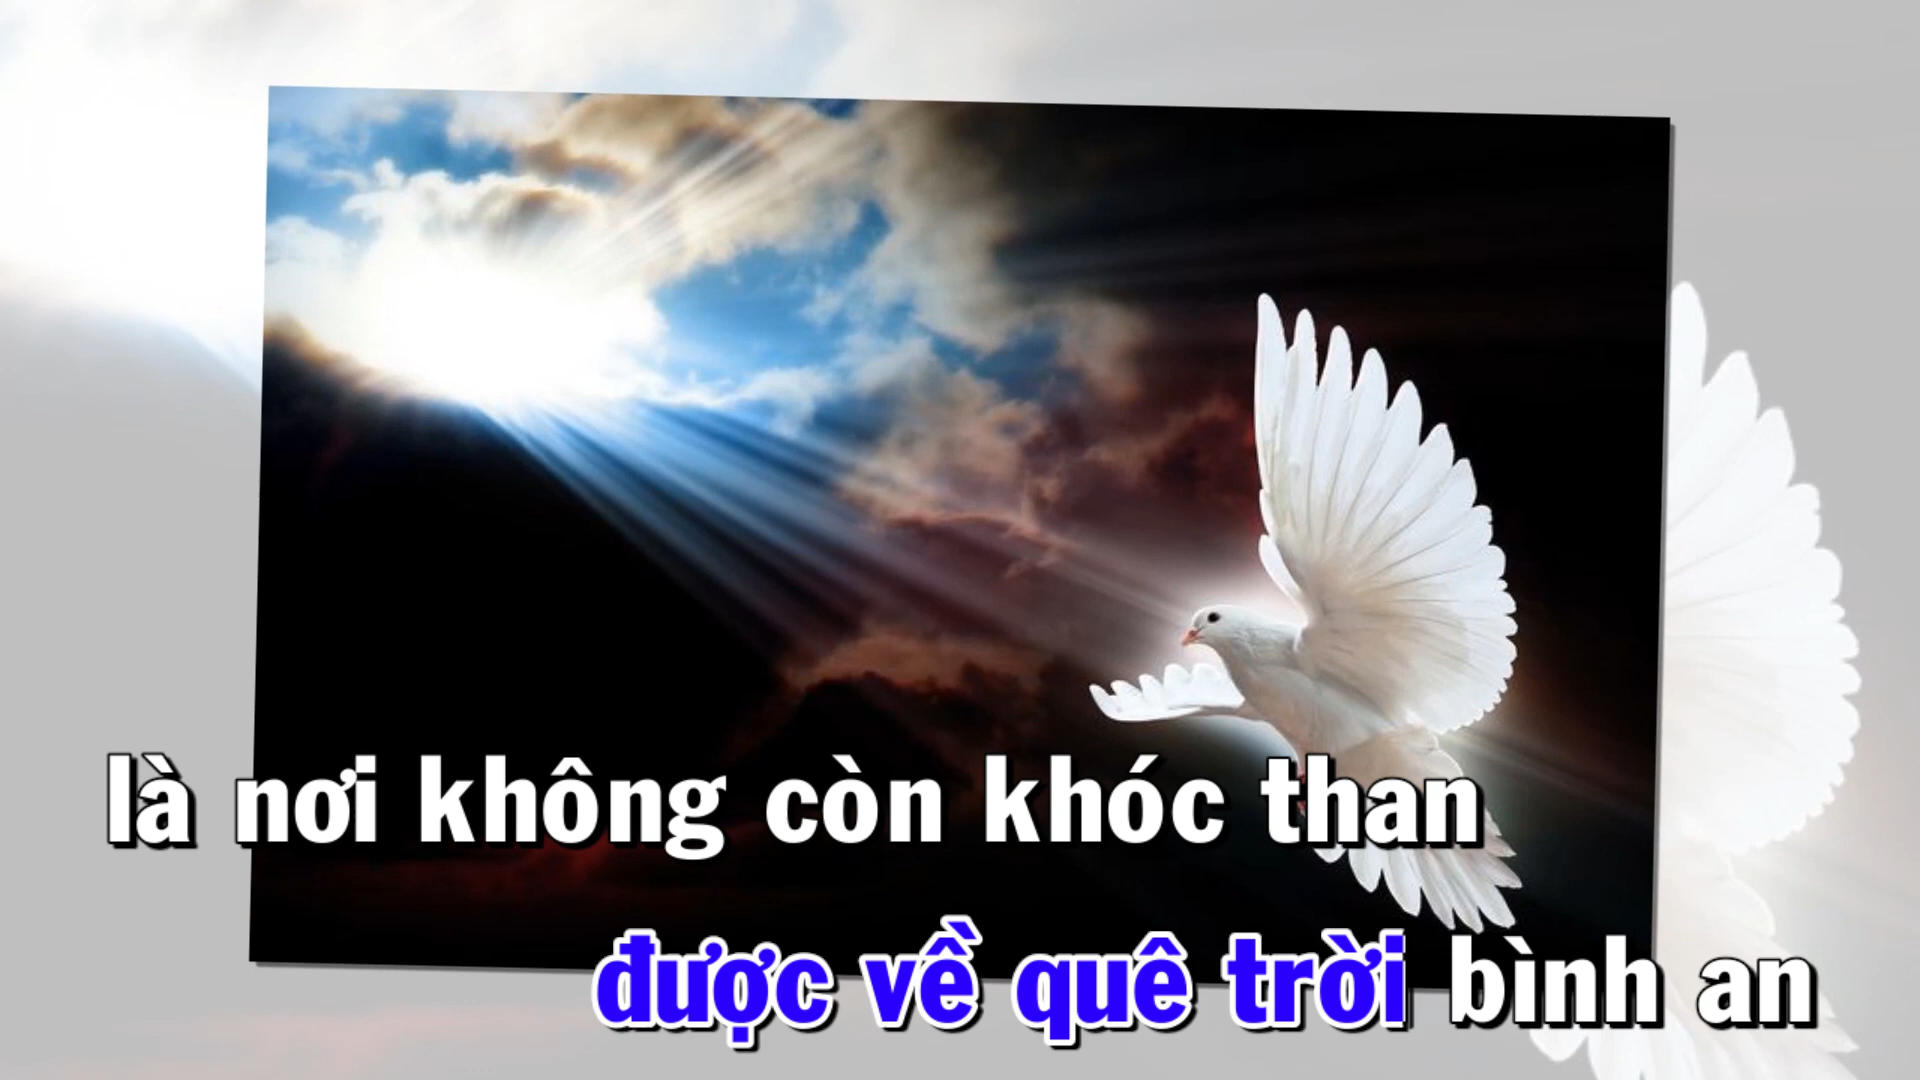 là nơi không còn khóc than
được về quê trời bình an